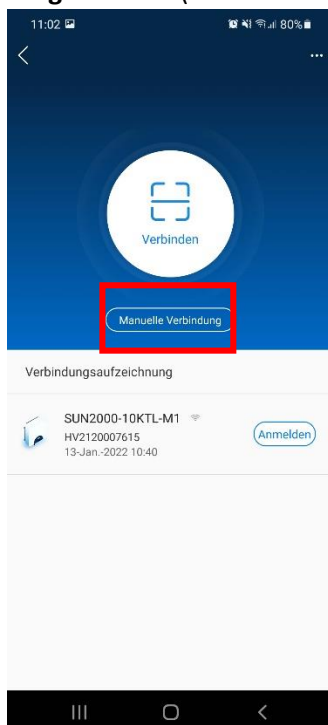 11:02 80%
Verbinden
Manuelle Verbindung
Verbindungsaufzeichnung
SUN2000-10KTL-M1
HV2120007615
13-Jan.-2022 10:40
Anmelden